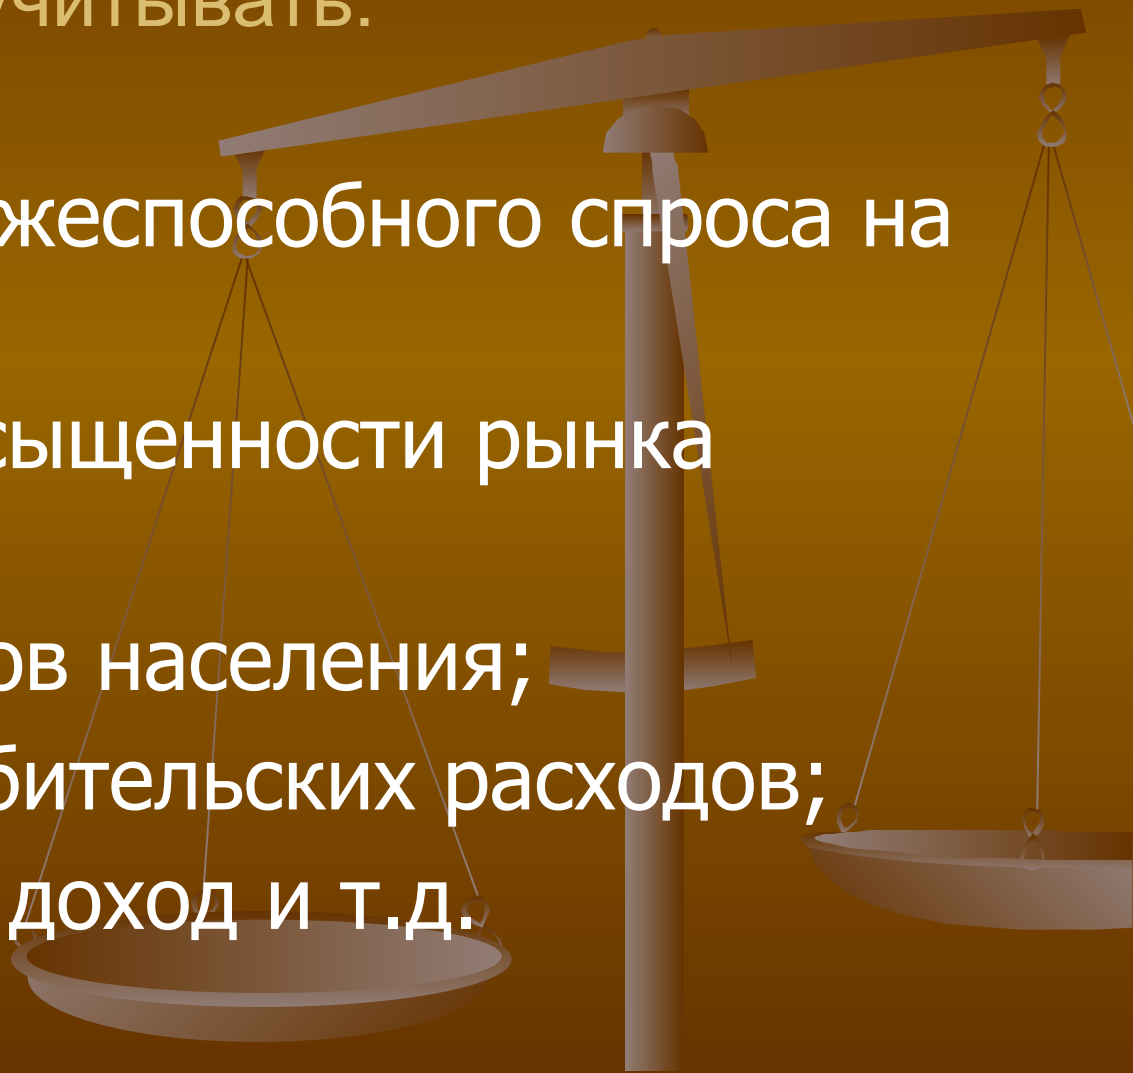 учитывать:
жеспособного спроса на
сыщенности рынка
ов населения;
бительских расходов;
доход и т.д.